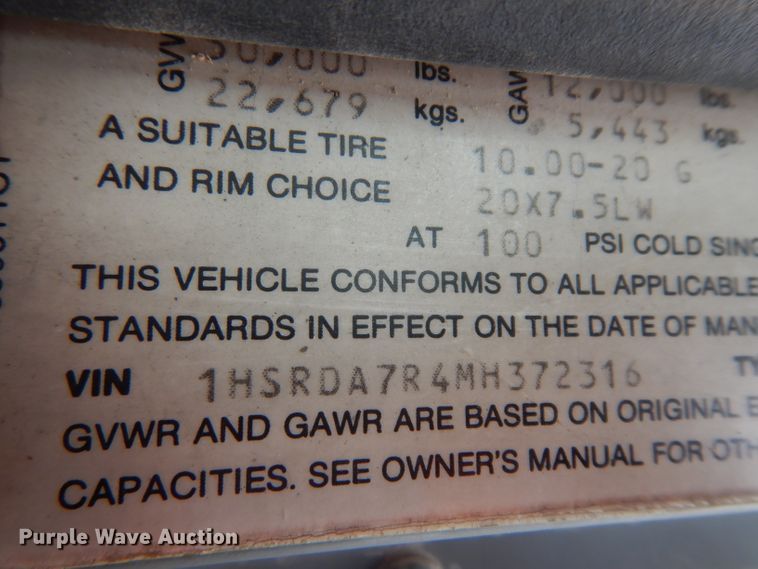 GVW 50,000 lbs. GAW 12,000 lbs.
22,679 kgs. 5,443 kgs.
A SUITABLE TIRE 10.00-20 G
AND RIM CHOICE 20X7.5LW
AT 100 PSI COLD SING
THIS VEHICLE CONFORMS TO ALL APPLICABLE
STANDARDS IN EFFECT ON THE DATE OF MAN
VIN 1HSRDA7R4MH372316 TY
GVWR AND GAWR ARE BASED ON ORIGINAL E
CAPACITIES. SEE OWNER'S MANUAL FOR OTH
Purple Wave Auction